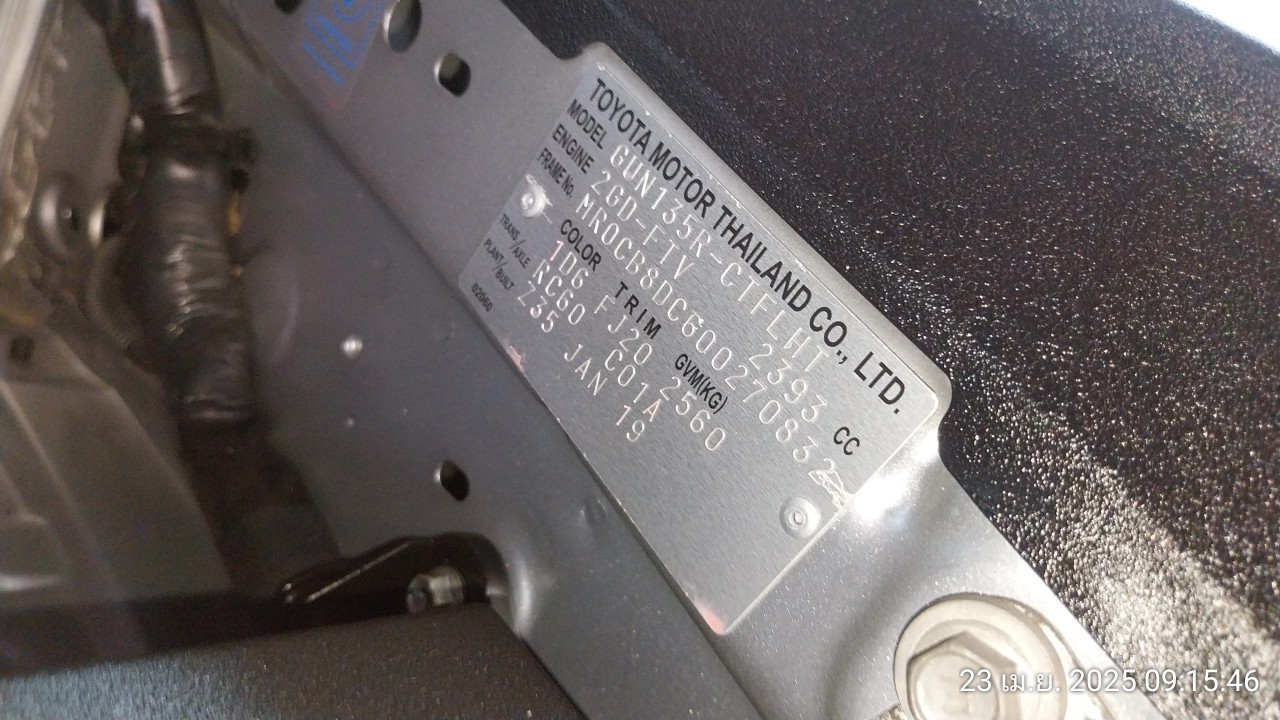 TOYOTA MOTOR THAILAND CO., LTD.
MODEL GUN135R-CTFLHT
ENGINE 2GD-FTV 2393 CC
FRAME No. MR0CB8DC600270832
COLOR TRIM GVM(KG)
1D6 FJ20 2560
TRANS/AXLE RC60 C01A
PLANT/BUILT Z35 JAN 19
02060
23 เม.ย. 2025 09:15:46